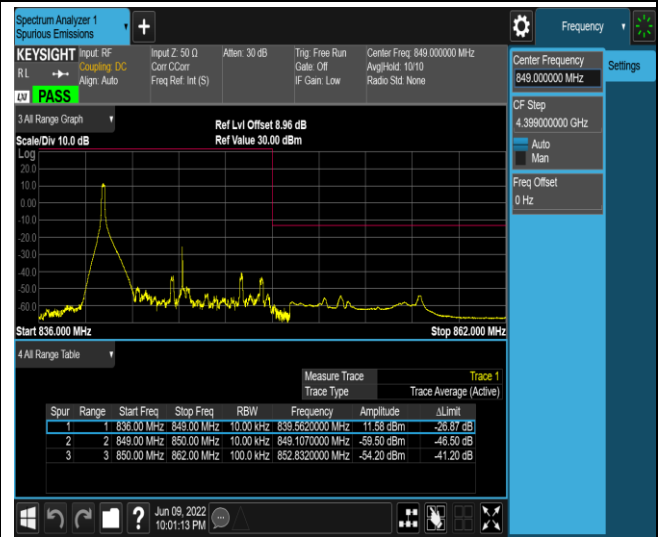 Spectrum Analyzer 1
Spurious Emissions
+
Frequency
KEYSIGHT Input: RF Input Z: 50 Ω Atten: 30 dB Trig: Free Run Center Freq: 849.000000 MHz
RL Coupling: DC Corr CCorr Gate: Off Avg|Hold: 10/10
Align: Auto Freq Ref: Int (S) IF Gain: Low Radio Std: None
LXI PASS
Center Frequency
849.000000 MHz
Settings
CF Step
4.399000000 GHz
Auto
Man
Freq Offset
0 Hz
3 All Range Graph
Ref Lvl Offset 8.96 dB
Scale/Div 10.0 dB Ref Value 30.00 dBm
Log
20.0
10.0
0.00
-10.0
-20.0
-30.0
-40.0
-50.0
-60.0
Start 836.000 MHz Stop 862.000 MHz
4 All Range Table
Measure Trace Trace 1
Trace Type Trace Average (Active)
Spur Range Start Freq Stop Freq RBW Frequency Amplitude ΔLimit
1 1 836.00 MHz 849.00 MHz 10.00 kHz 839.5620000 MHz 11.58 dBm -26.87 dB
2 2 849.00 MHz 850.00 MHz 10.00 kHz 849.1070000 MHz -59.50 dBm -46.50 dB
3 3 850.00 MHz 862.00 MHz 100.0 kHz 852.8320000 MHz -54.20 dBm -41.20 dB
?
Jun 09, 2022
10:01:13 PM